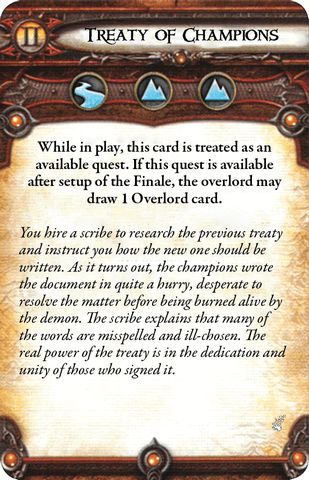 II
Treaty of Champions
While in play, this card is treated as an
available quest. If this quest is available
after setup of the Finale, the overlord may
draw 1 Overlord card.
You hire a scribe to research the previous treaty
and instruct you how the new one should be
written. As it turns out, the champions wrote
the document in quite a hurry, desperate to
resolve the matter before being burned alive by
the demon. The scribe explains that many of
the words are misspelled and ill-chosen. The
real power of the treaty is in the dedication and
unity of those who signed it.